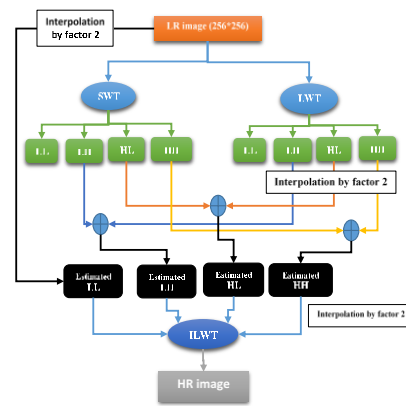 Interpolation
by factor 2
LR image (256*256)
SWT
LWT
LL
LH
HL
HH
LL
LH
HL
HH
Interpolation by factor 2
Estimated
LL
Estimated
LH
Estimated
HL
Estimated
HH
Interpolation by factor 2
ILWT
HR image